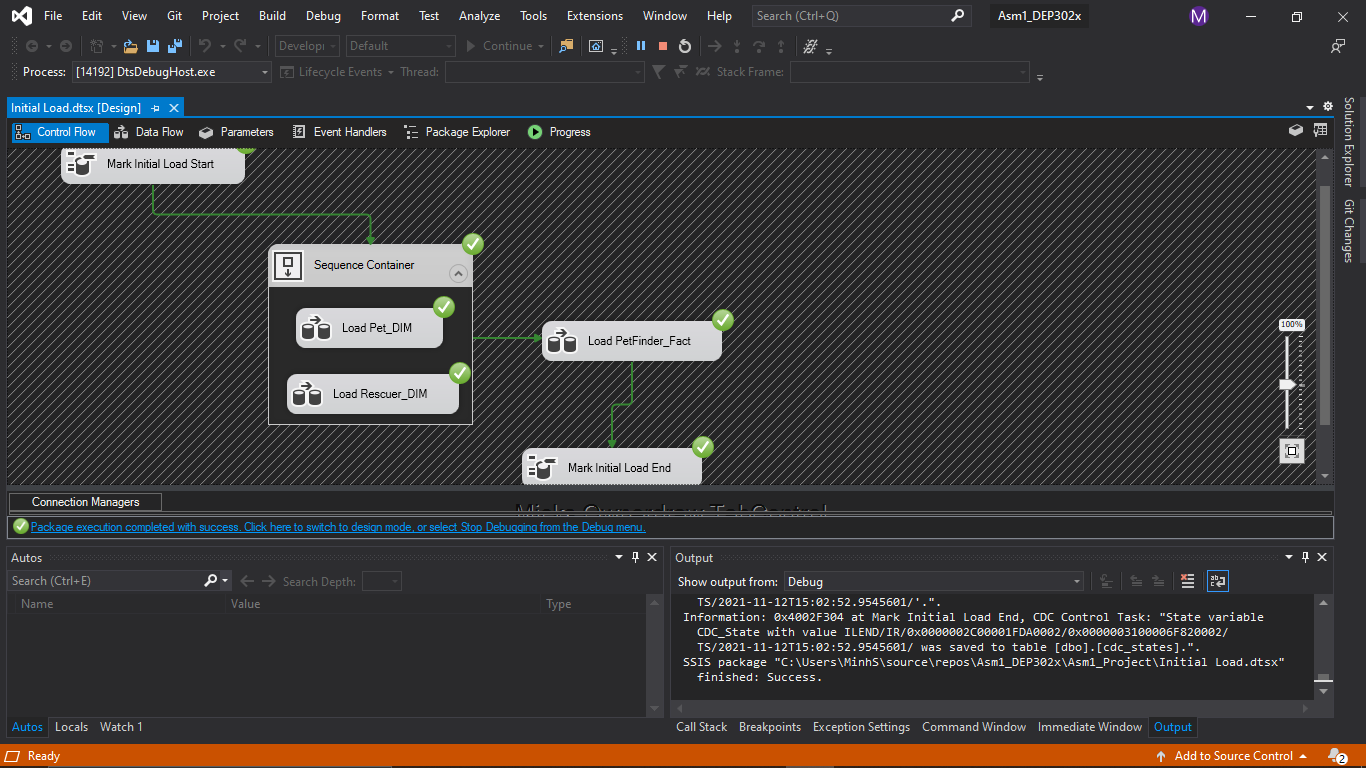 File Edit View Git Project Build Debug Format Test Analyze Tools Extensions Window Help Search (Ctrl+Q) Asm1_DEP302x M
Developi Default Continue
Process: [14192] DtsDebugHost.exe Lifecycle Events Thread: Stack Frame:
Initial Load.dtsx [Design]
Control Flow Data Flow Parameters Event Handlers Package Explorer Progress
Solution Explorer
Git Changes
Mark Initial Load Start
Sequence Container
Load Pet_DIM
Load PetFinder_Fact
Load Rescuer_DIM
Mark Initial Load End
100%
Connection Managers
Package execution completed with success. Click here to switch to design mode, or select Stop Debugging from the Debug menu.
Autos
Search (Ctrl+E) Search Depth:
Name Value Type
Autos Locals Watch 1
Output
Show output from: Debug
TS/2021-11-12T15:02:52.9545601/'.".
Information: 0x4002F304 at Mark Initial Load End, CDC Control Task: "State variable
CDC_State with value ILEND/IR/0x0000002C00001FDA0002/0x0000003100006F820002/
TS/2021-11-12T15:02:52.9545601/ was saved to table [dbo].[cdc_states].".
SSIS package "C:\Users\MinhS\source\repos\Asm1_DEP302x\Asm1_Project\Initial Load.dtsx"
finished: Success.
Call Stack Breakpoints Exception Settings Command Window Immediate Window Output
Ready Add to Source Control 2